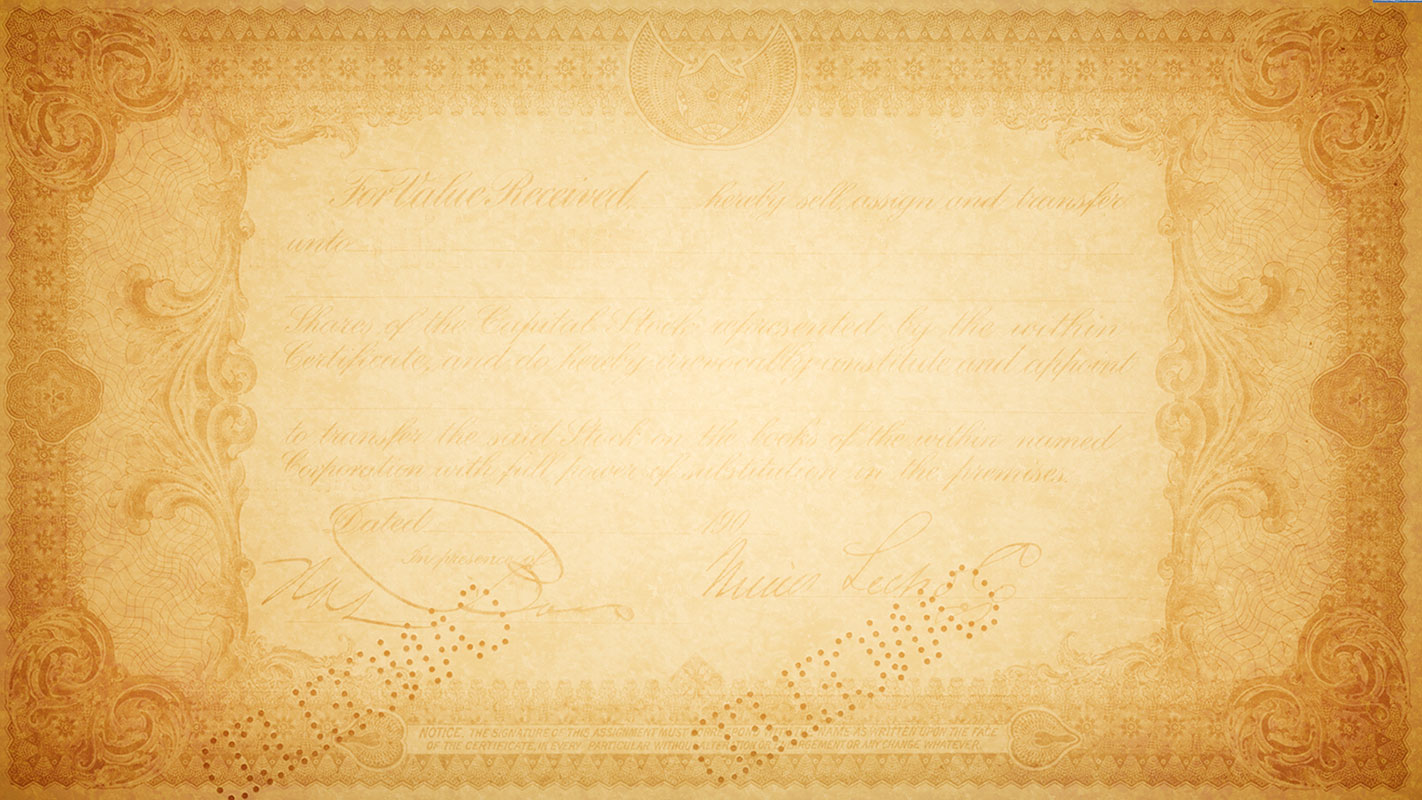 For Value Received, hereby sell, assign and transfer
unto
Shares of the Capital Stock represented by the within
Certificate, and do hereby irrevocably constitute and appoint
to transfer the said Stock on the books of the within named
Corporation with full power of substitution in the premises.
Dated 190
In presence of
NOTICE, THE SIGNATURE OF THIS ASSIGNMENT MUST NAME AS WRITTEN UPON THE FACE
OF THE CERTIFICATE, IN EVERY PARTICULAR WITHOUT ALTER ARGEMENT OR ANY CHANGE WHATEVER.